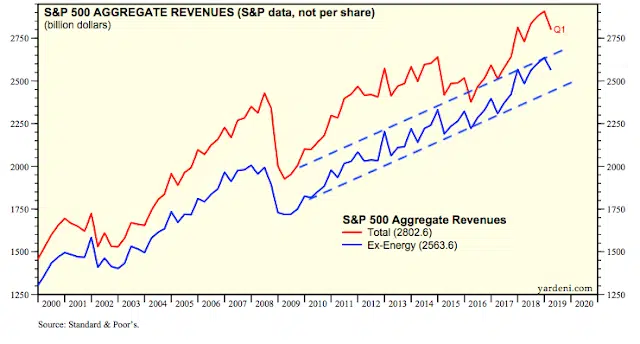 S&P 500 AGGREGATE REVENUES (S&P data, not per share)
(billion dollars)
2750
2500
2250
2000
1750
1500
1250
2750
2500
2250
2000
1750
1500
1250
Q1
S&P 500 Aggregate Revenues
Total (2802.6)
Ex-Energy (2563.6)
yardeni.com
2000 2001 2002 2003 2004 2005 2006 2007 2008 2009 2010 2011 2012 2013 2014 2015 2016 2017 2018 2019 2020
Source: Standard & Poor's.